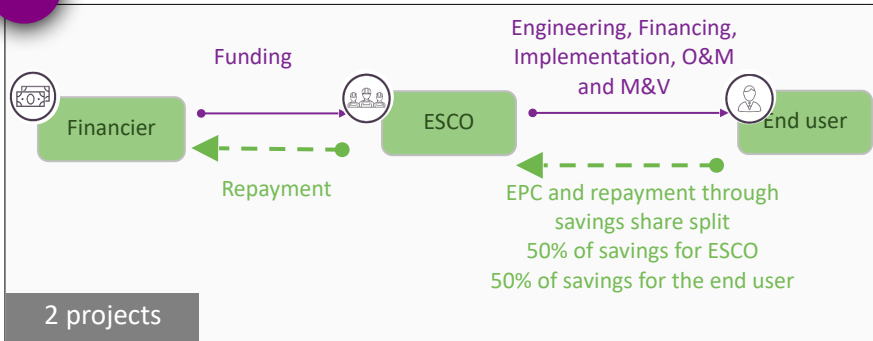 Funding
Engineering, Financing,
Implementation, O&M
and M&V
Financier
ESCO
End user
Repayment
EPC and repayment through
savings share split
50% of savings for ESCO
50% of savings for the end user
2 projects